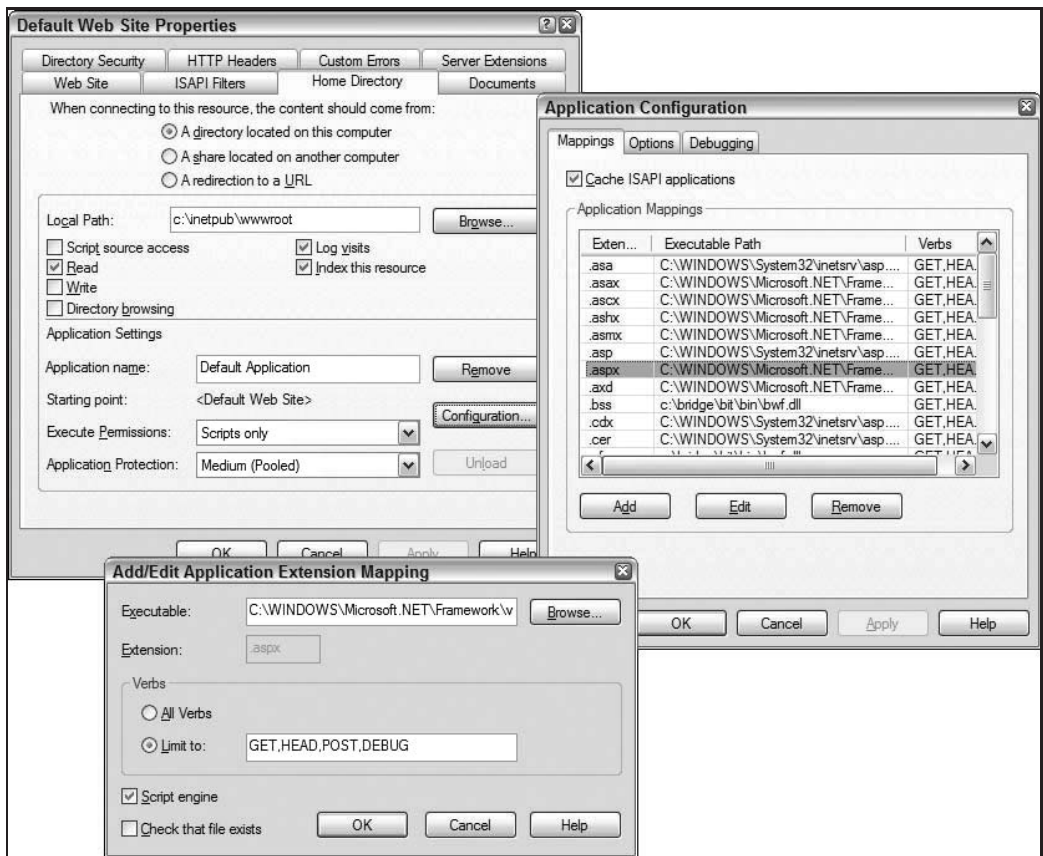 Default Web Site Properties
Directory Security HTTP Headers Custom Errors Server Extensions
Web Site ISAPI Filters Home Directory Documents
When connecting to this resource, the content should come from:
A directory located on this computer
A share located on another computer
A redirection to a URL
Local Path: c:\inetpub\wwwroot Browse...
Script source access Log visits
Read Index this resource
Write
Directory browsing
Application Settings
Application name: Default Application Remove
Starting point: <Default Web Site>
Configuration...
Execute Permissions: Scripts only
Application Protection: Medium (Pooled) Unload
OK Cancel Apply Help
Application Configuration
Mappings Options Debugging
Cache ISAPI applications
Application Mappings
Exten... Executable Path Verbs
.asa C:\WINDOWS\System32\inetsrv\asp.... GET,HEA.
.asax C:\WINDOWS\Microsoft.NET\Frame... GET,HEA.
.ascx C:\WINDOWS\Microsoft.NET\Frame... GET,HEA.
.ashx C:\WINDOWS\Microsoft.NET\Frame... GET,HEA.
.asmx C:\WINDOWS\Microsoft.NET\Frame... GET,HEA.
.asp C:\WINDOWS\System32\inetsrv\asp.... GET,HEA.
.aspx C:\WINDOWS\Microsoft.NET\Frame... GET,HEA.
.axd C:\WINDOWS\Microsoft.NET\Frame... GET,HEA.
.bss c:\bridge\bit\bin\bwf.dll GET,HEA.
.cdx C:\WINDOWS\System32\inetsrv\asp.... GET,HEA.
.cer C:\WINDOWS\System32\inetsrv\asp.... GET,HEA.
Add Edit Remove
OK Cancel Apply Help
Add/Edit Application Extension Mapping
Executable: C:\WINDOWS\Microsoft.NET\Framework\v Browse...
Extension: .aspx
Verbs
All Verbs
Limit to: GET,HEAD,POST,DEBUG
Script engine
Check that file exists OK Cancel Help